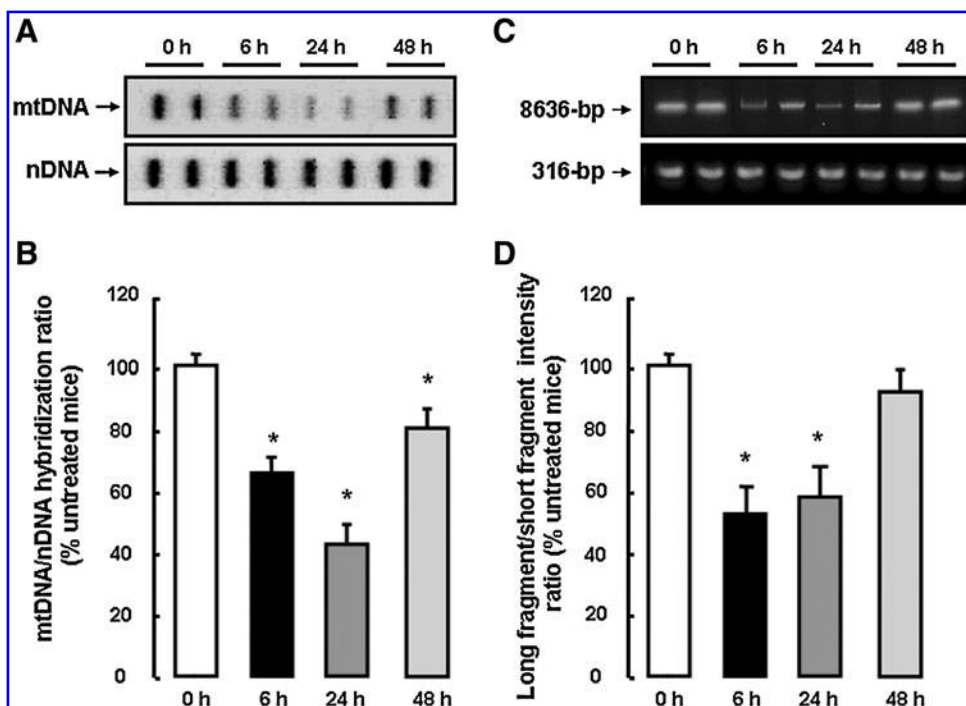 A
0 h 6 h 24 h 48 h
mtDNA
nDNA
B
mtDNA/nDNA hybridization ratio
(% untreated mice)
120
100
80
60
40
20
0
*
*
*
0 h 6 h 24 h 48 h
C
0 h 6 h 24 h 48 h
8636-bp
316-bp
D
Long fragment/short fragment intensity
ratio (% untreated mice)
120
100
80
60
40
20
0
*
*
0 h 6 h 24 h 48 h